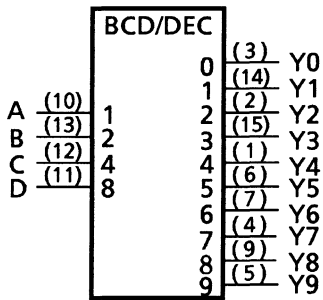 BCD/DEC
0 (3) Y0
1 (14) Y1
A (10) 1 2 (2) Y2
B (13) 2 3 (15) Y3
C (12) 4 4 (1) Y4
D (11) 8 5 (6) Y5
6 (7) Y6
7 (4) Y7
8 (9) Y8
9 (5) Y9